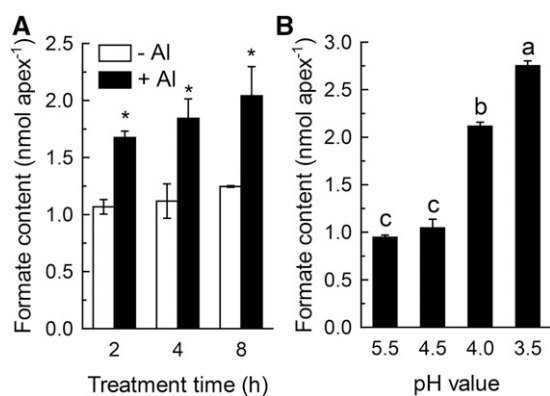 A
- Al
+ Al
Formate content (nmol apex⁻¹)
2.5
2.0
1.5
1.0
0.5
0.0
*
*
*
2 4 8
Treatment time (h)
B
Formate content (nmol apex⁻¹)
3.0
2.5
2.0
1.5
1.0
0.5
0.0
c c b a
5.5 4.5 4.0 3.5
pH value